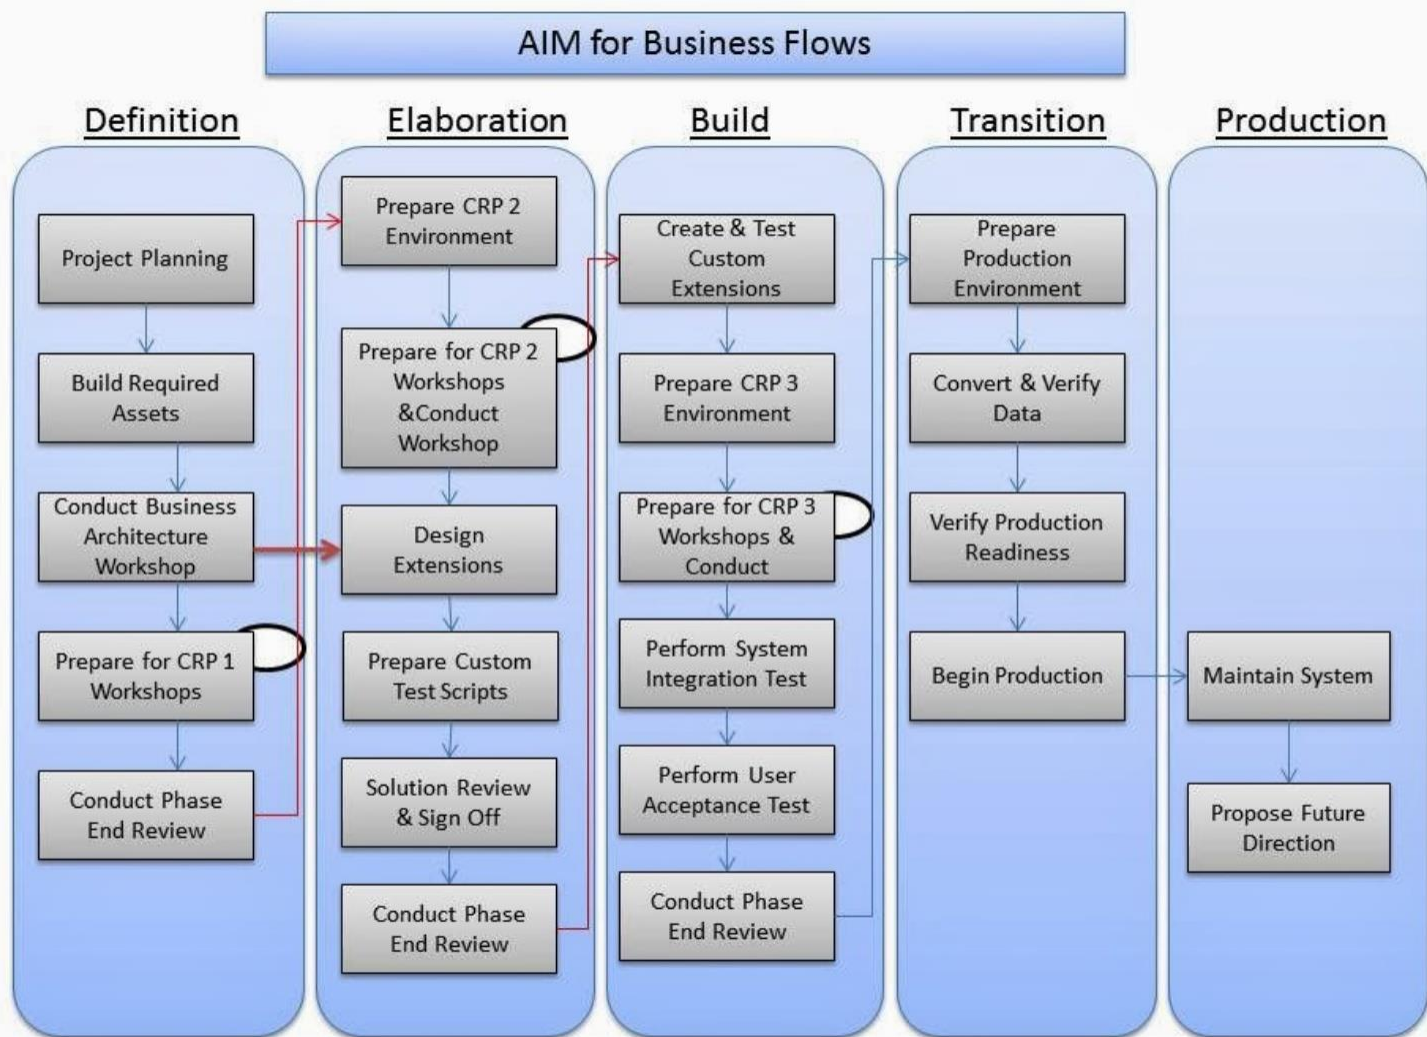 AIM for Business Flows
Definition
Project Planning
Build Required
Assets
Conduct Business
Architecture
Workshop
Prepare for CRP 1
Workshops
Conduct Phase
End Review
Elaboration
Prepare CRP 2
Environment
Prepare for CRP 2
Workshops
&Conduct
Workshop
Design
Extensions
Prepare Custom
Test Scripts
Solution Review
& Sign Off
Conduct Phase
End Review
Build
Create & Test
Custom
Extensions
Prepare CRP 3
Environment
Prepare for CRP 3
Workshops &
Conduct
Perform System
Integration Test
Perform User
Acceptance Test
Conduct Phase
End Review
Transition
Prepare
Production
Environment
Convert & Verify
Data
Verify Production
Readiness
Begin Production
Production
Maintain System
Propose Future
Direction